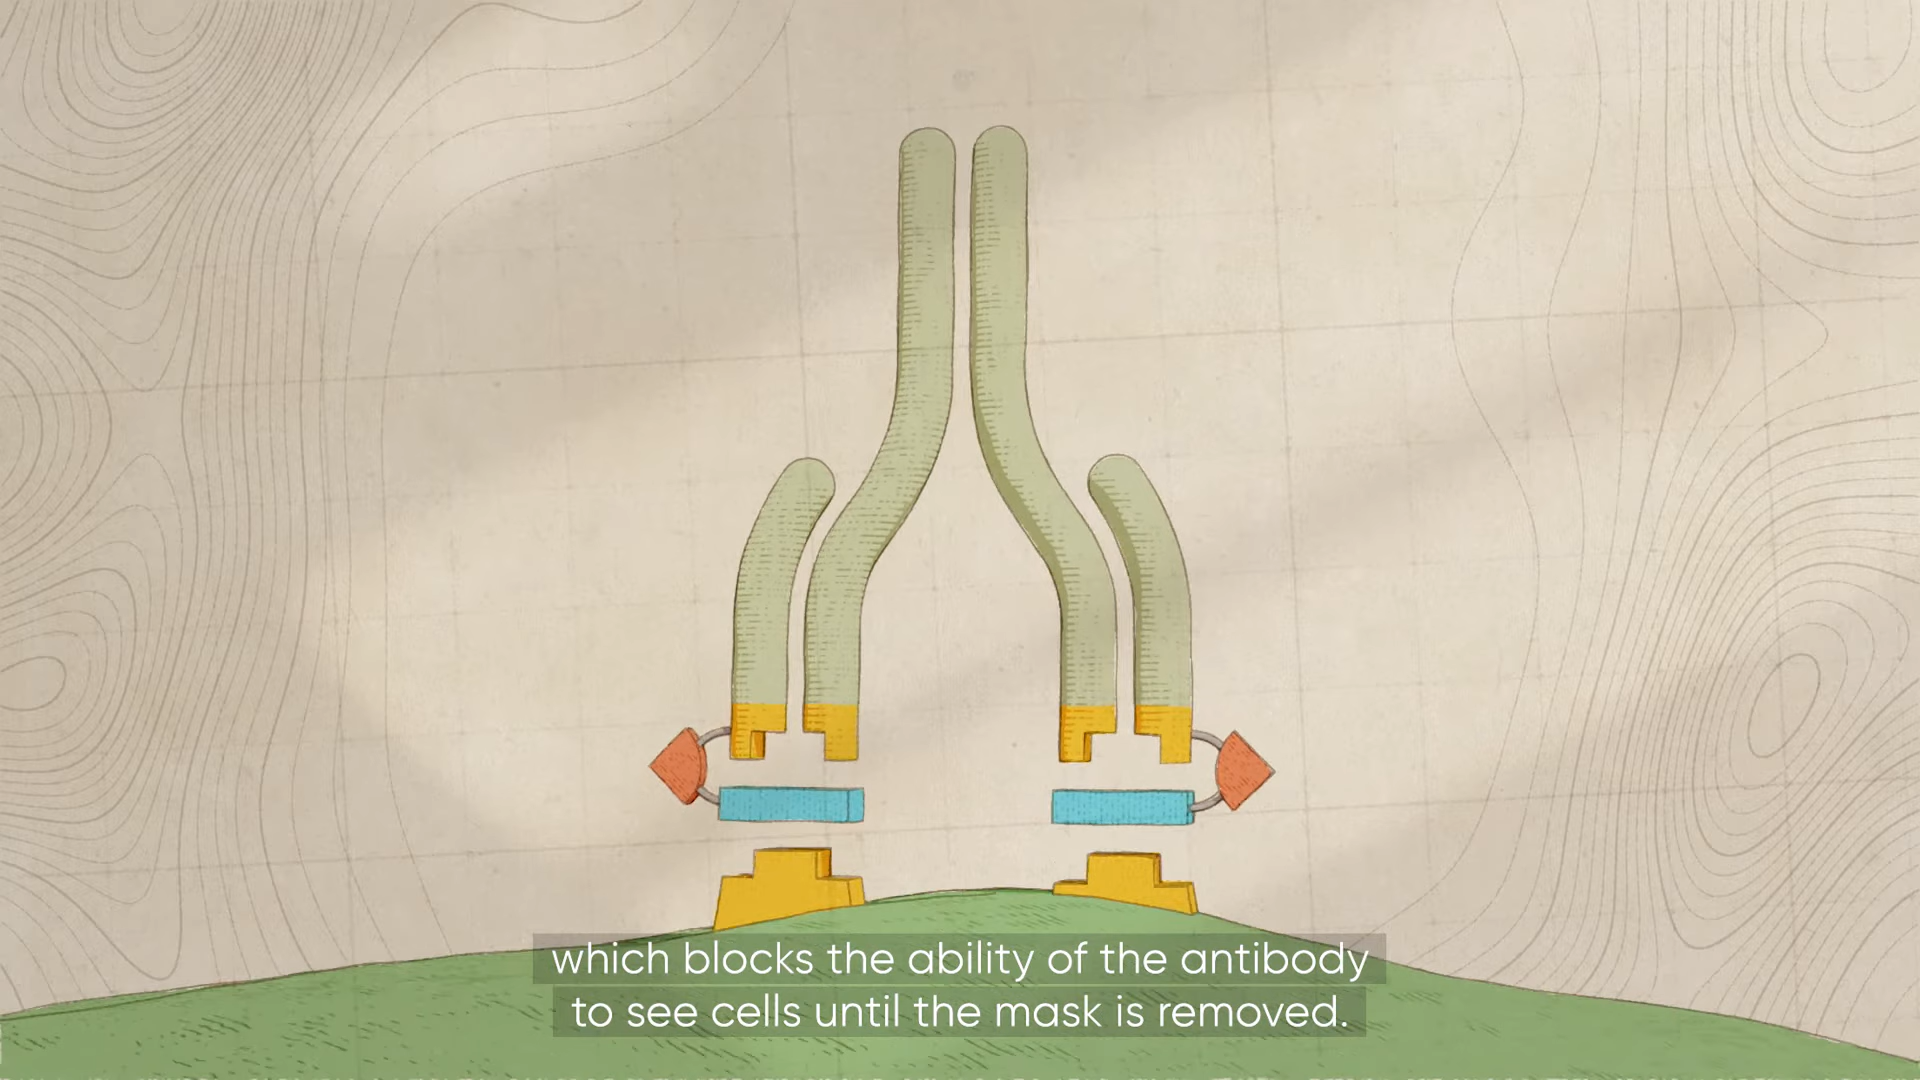 which blocks the ability of the antibody
to see cells until the mask is removed.